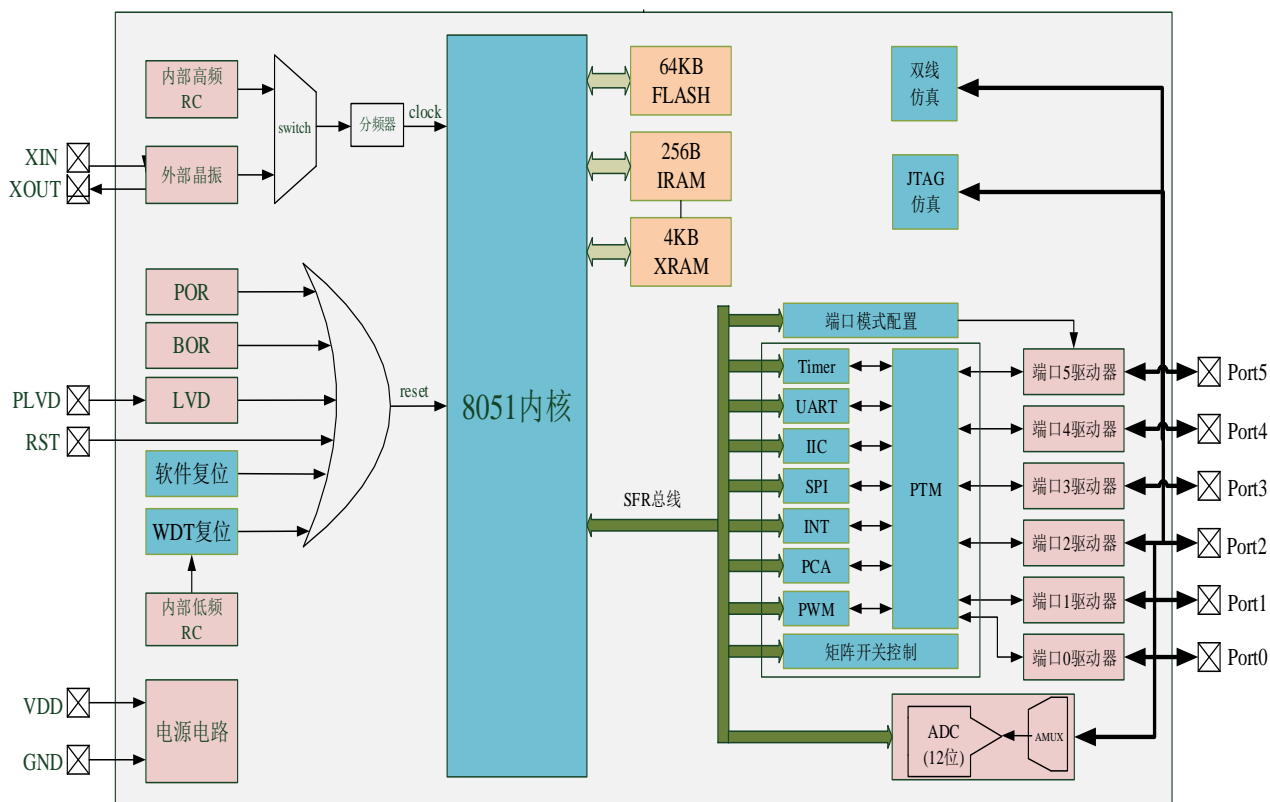 内部高频
RC
外部晶振
XIN
XOUT
switch
分频器
clock
POR
BOR
LVD
PLVD
RST
软件复位
WDT复位
内部低频
RC
reset
VDD
GND
电源电路
8051内核
64KB
FLASH
256B
IRAM
4KB
XRAM
双线
仿真
JTAG
仿真
SFR总线
端口模式配置
Timer
UART
IIC
SPI
INT
PCA
PWM
PTM
矩阵开关控制
端口5驱动器
端口4驱动器
端口3驱动器
端口2驱动器
端口1驱动器
端口0驱动器
Port5
Port4
Port3
Port2
Port1
Port0
ADC
(12位)
AMUX